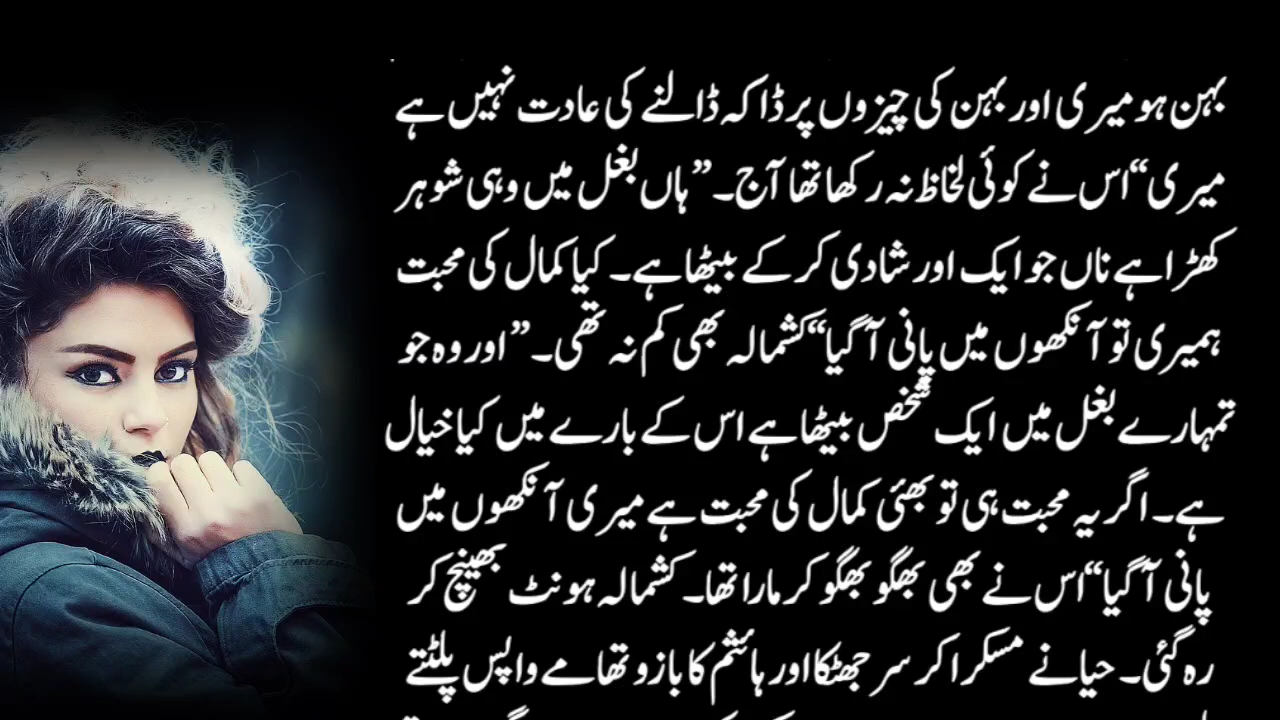 بہن ہو میری اور بہن کی چیزوں پر ڈاکہ ڈالنے کی عادت نہیں ہے
میری“ اس نے کوئی لحاظ نہ رکھا تھا آج۔ ”ہاں بغل میں وہی شوہر
کھڑا ہے ناں جو ایک اور شادی کر کے بیٹھا ہے۔ کیا کمال کی محبت
ہمیری تو آنکھوں میں پانی آ گیا“ کشمالہ بھی کم نہ تھی۔ ”اور وہ جو
تمہارے بغل میں ایک شخص بیٹھا ہے اس کے بارے میں کیا خیال
ہے۔ اگر یہ محبت ہی تو بھئی کمال کی محبت ہے میری آنکھوں میں
پانی آ گیا“ اس نے بھی بھگو بھگو کر مارا تھا۔ کشمالہ ہونٹ بھینچ کر
رہ گئی۔ حیا نے مسکرا کر سر جھٹکا اور ہاشم کا بازو تھامے واپس پلٹتے